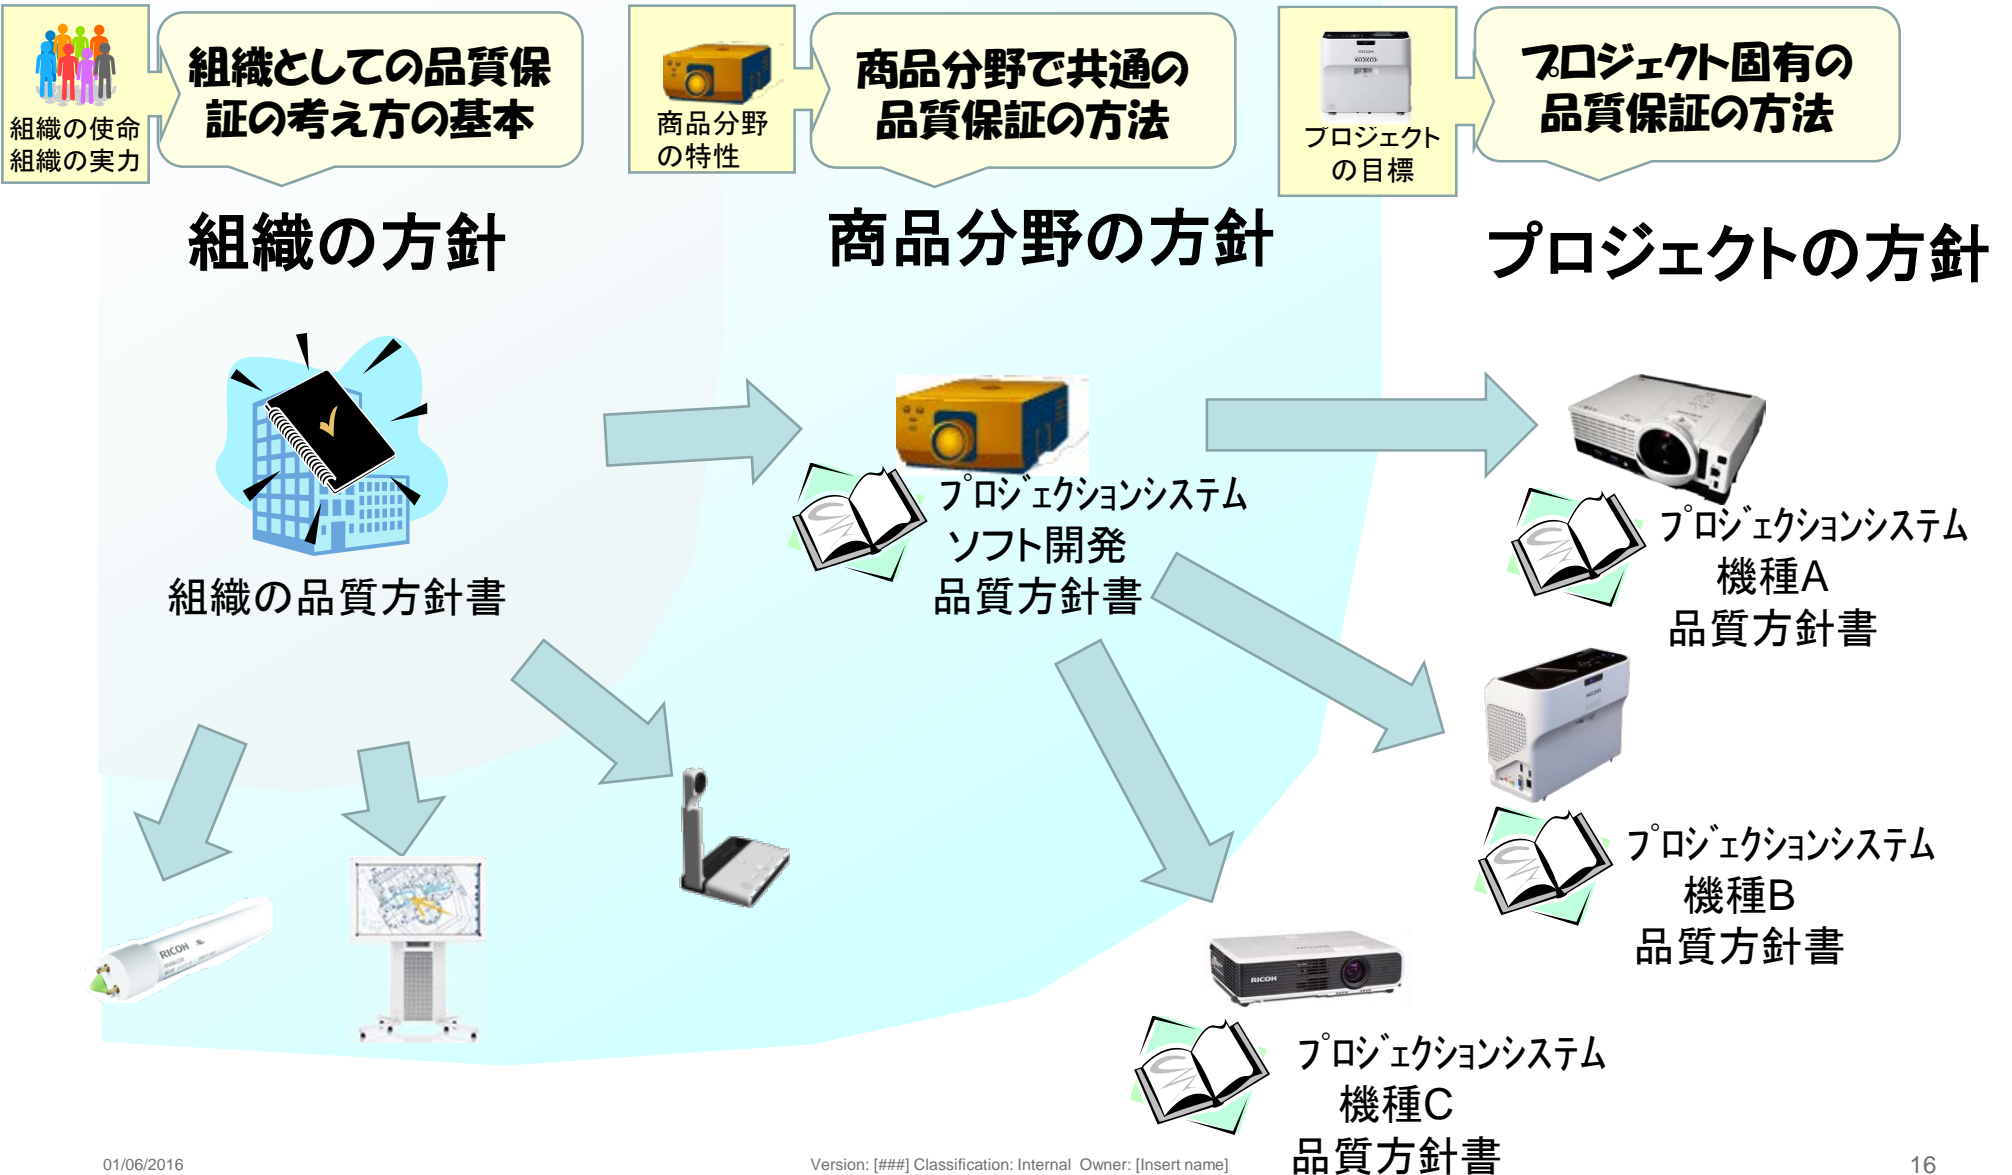 組織の使命
組織の実力
組織としての品質保
証の考え方の基本
商品分野
の特性
商品分野で共通の
品質保証の方法
RICOH
プロジェクト
の目標
プロジェクト固有の
品質保証の方法
組織の方針
商品分野の方針
プロジェクトの方針
組織の品質方針書
ﾌﾟﾛｼﾞｪｸｼｮﾝｼｽﾃﾑ
ソフト開発
品質方針書
ﾌﾟﾛｼﾞｪｸｼｮﾝｼｽﾃﾑ
機種A
品質方針書
ﾌﾟﾛｼﾞｪｸｼｮﾝｼｽﾃﾑ
機種B
品質方針書
RICOH
RICOH
ﾌﾟﾛｼﾞｪｸｼｮﾝｼｽﾃﾑ
機種C
品質方針書
01/06/2016
Version: [###] Classification: Internal Owner: [Insert name]
16